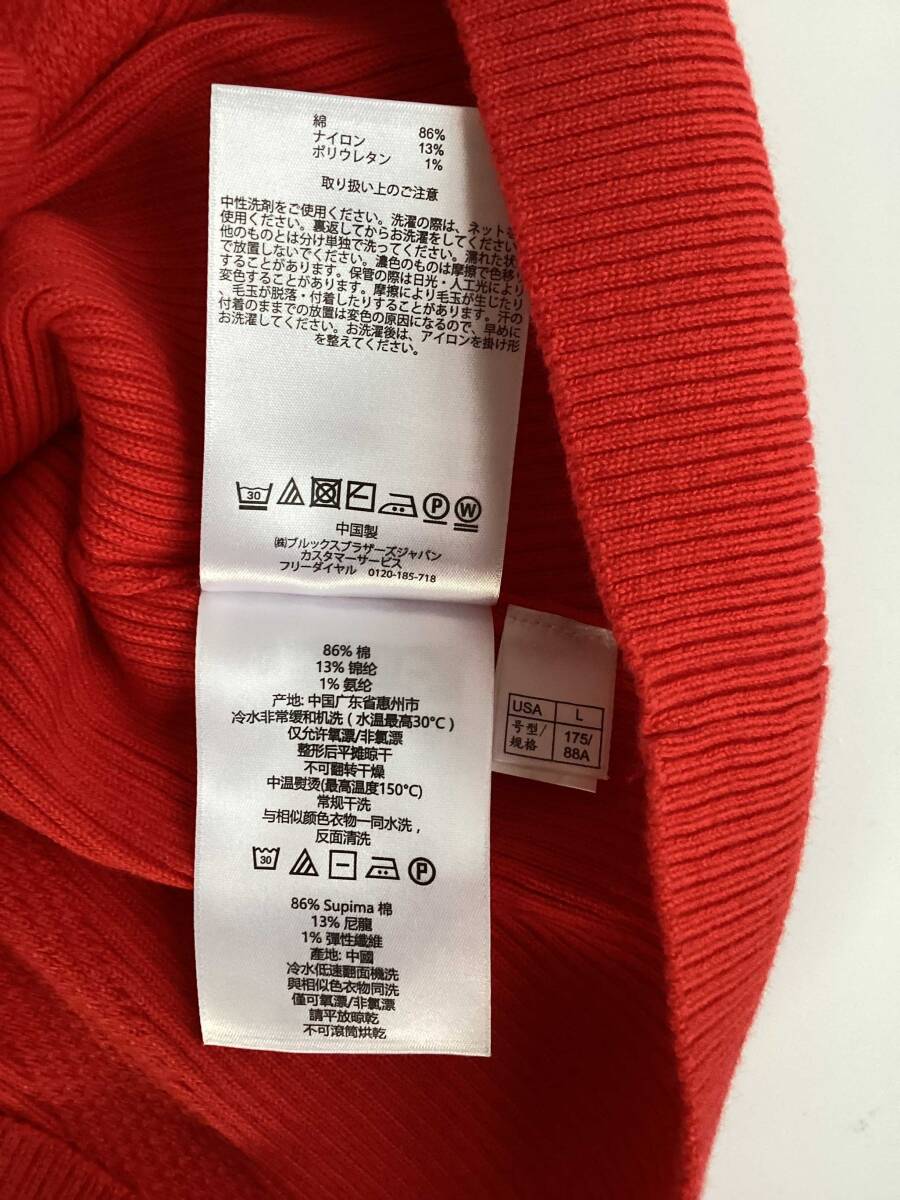 綿 86%
ナイロン 13%
ポリウレタン 1%
取り扱い上のご注意
中性洗剤をご使用ください。洗濯の際は、ネットを
使用ください。裏返してからお洗濯をしてください
他のものとは分け単独で洗ってください。濡れた状
で放置しないでください。濃色のものは摩擦で色移り
することがあります。保管の際は日光・人工光により
変色することがあります。摩擦により毛玉が生じたり
毛玉が脱落・付着したりすることがあります。汗の
付着のままでの放置は変色の原因になるので、早めに
お洗濯してください。お洗濯後は、アイロンを掛け形
を整えてください。
30 P W
中国製
㈱ブルックスブラザーズジャパン
カスタマーサービス
フリーダイヤル 0120-185-718
86% 棉
13% 锦纶
1% 氨纶
产地: 中国广东省惠州市
冷水非常缓和机洗 ( 水温最高30°C )
仅允许氧漂/非氯漂
整形后平摊晾干
不可翻转干燥
中温熨烫(最高温度150°C)
常规干洗
与相似颜色衣物一同水洗 ,
反面清洗
30 P
86% Supima 棉
13% 尼龍
1% 彈性纖維
產地: 中國
冷水低速翻面機洗
與相似色衣物同洗
僅可氧漂/非氯漂
請平放晾乾
不可滾筒烘乾
USA L
号型/ 175/
规格 88A